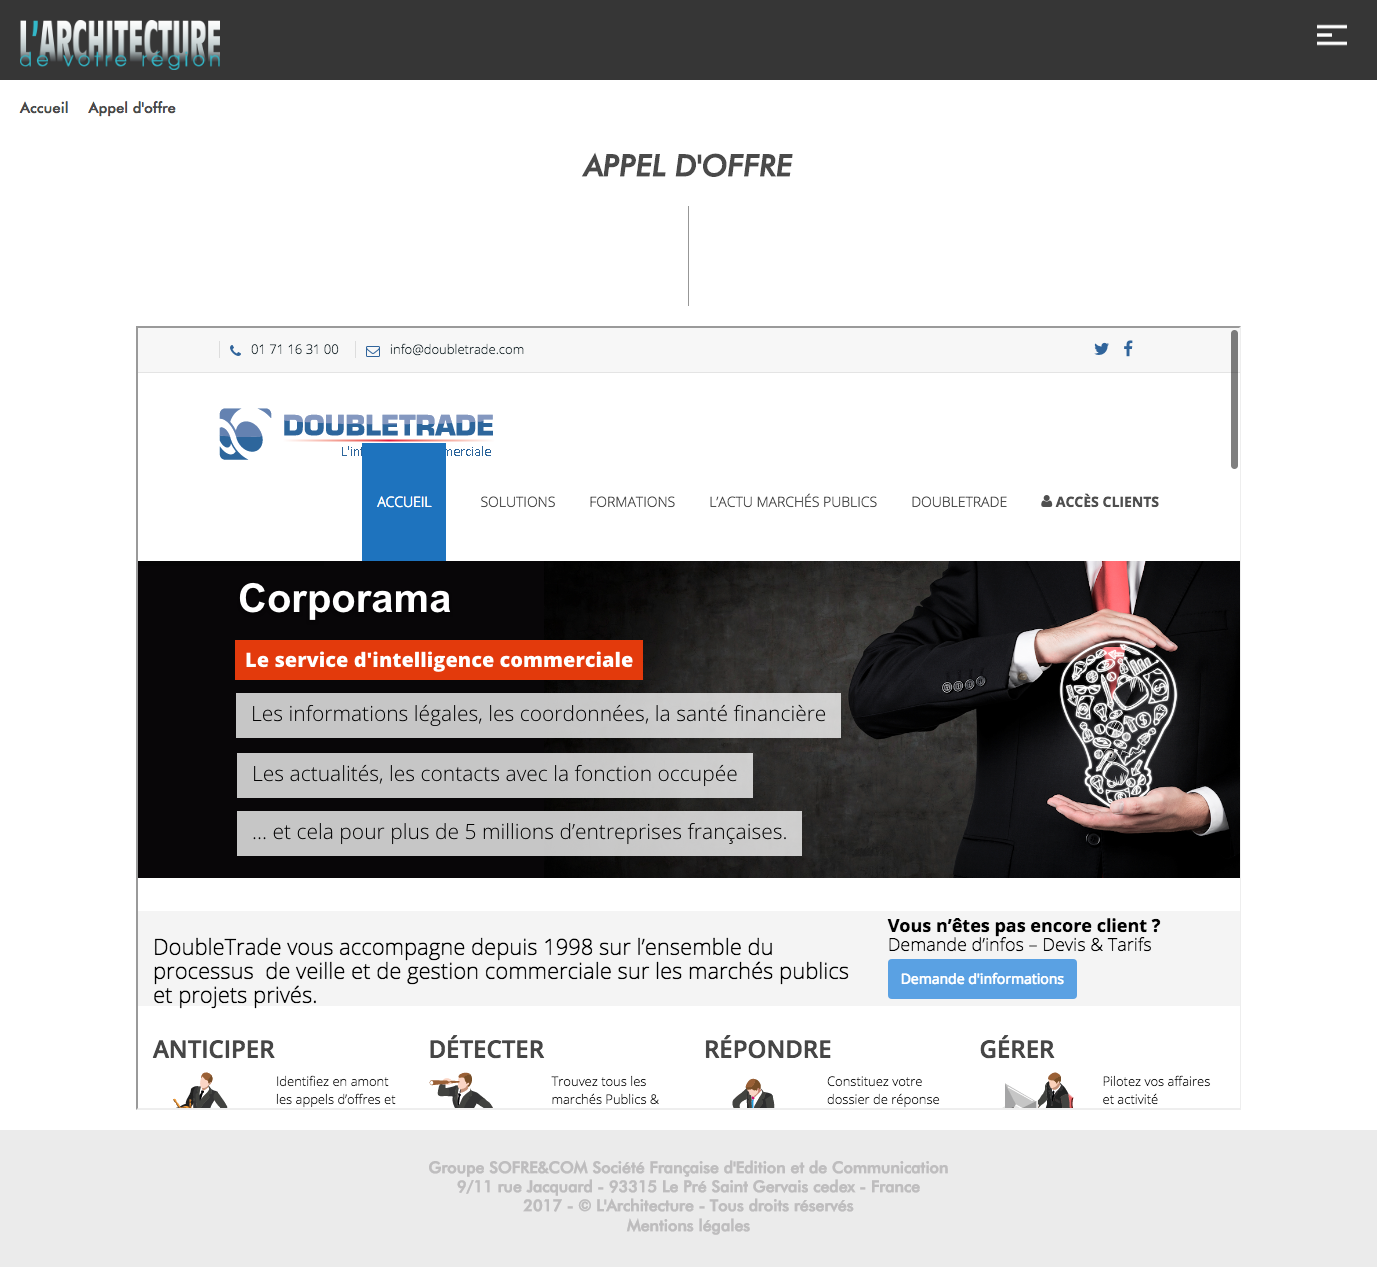 L'ARCHITECTURE
de votre région
Accueil Appel d'offre
APPEL D'OFFRE
01 71 16 31 00 info@doubletrade.com
DOUBLETRADE
ACCUEIL SOLUTIONS FORMATIONS L'ACTU MARCHÉS PUBLICS DOUBLETRADE ACCÈS CLIENTS
Corporama
Le service d'intelligence commerciale
Les informations légales, les coordonnées, la santé financière
Les actualités, les contacts avec la fonction occupée
... et cela pour plus de 5 millions d’entreprises françaises.
DoubleTrade vous accompagne depuis 1998 sur l’ensemble du
processus de veille et de gestion commerciale sur les marchés publics
et projets privés.
Vous n’êtes pas encore client ?
Demande d’infos – Devis & Tarifs
Demande d'informations
ANTICIPER
Identifiez en amont
les appels d’offres et
DÉTECTER
Trouvez tous les
marchés Publics &
RÉPONDRE
Constituez votre
dossier de réponse
GÉRER
Pilotez vos affaires
et activité
Groupe SOFRE&COM Société Française d'Edition et de Communication
9/11 rue Jacquard - 93315 Le Pré Saint Gervais cedex - France
2017 - © L'Architecture - Tous droits réservés
Mentions légales